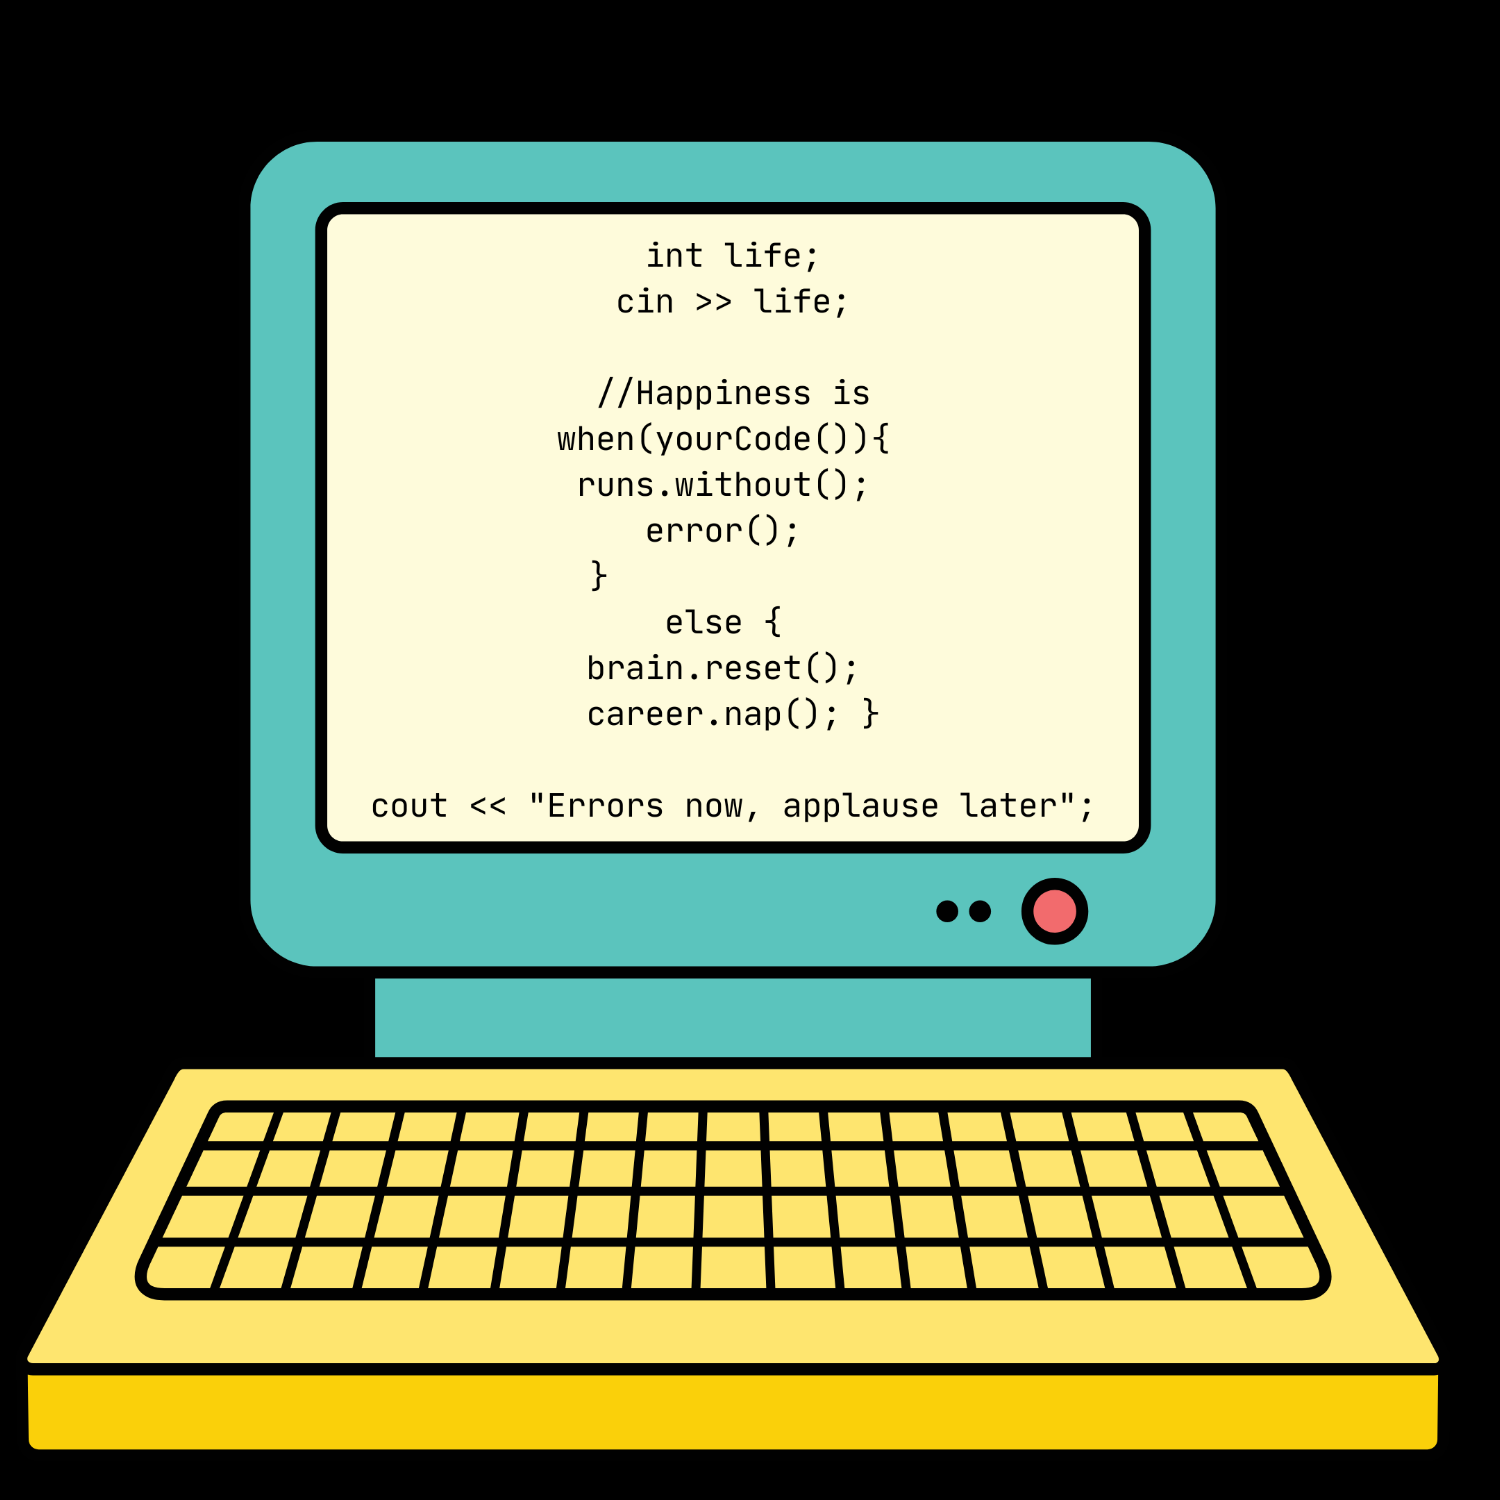 int life;
cin >> life;
//Happiness is
when(yourCode()){
runs.without();
error();
}
else {
brain.reset();
career.nap(); }
cout << "Errors now, applause later";